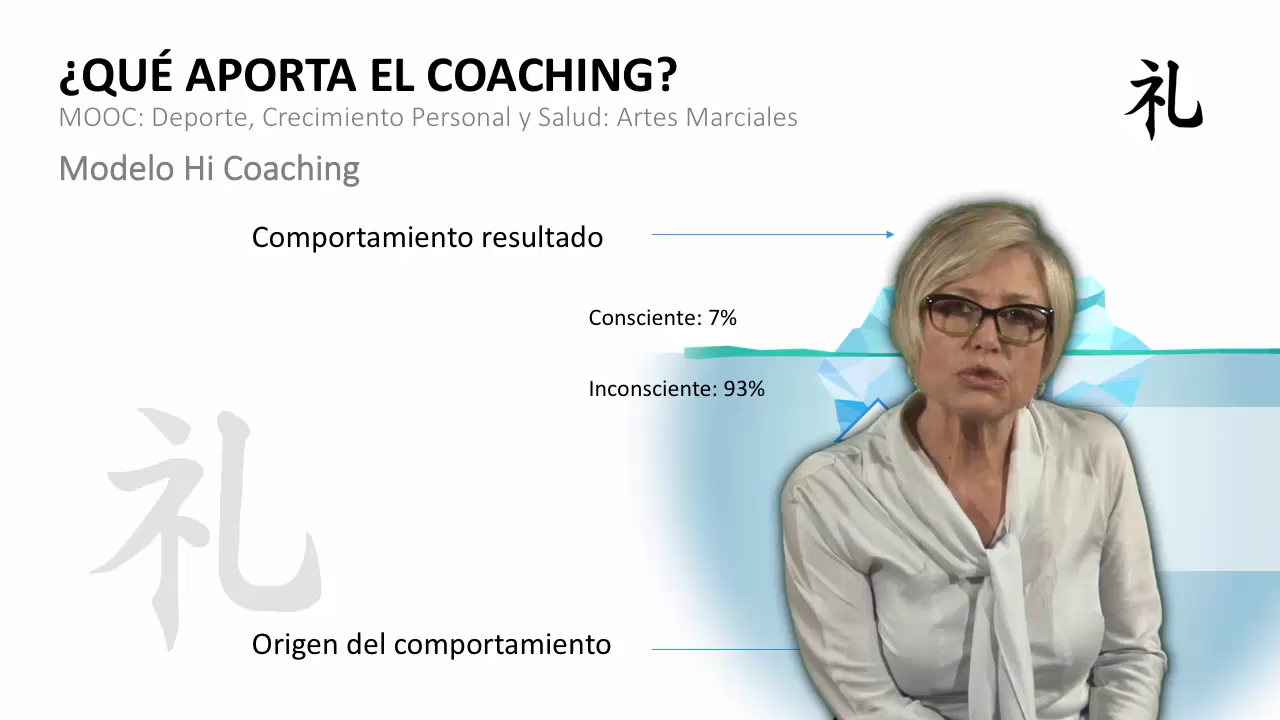 ¿QUÉ APORTA EL COACHING?
MOOC: Deporte, Crecimiento Personal y Salud: Artes Marciales
礼
Modelo Hi Coaching
Comportamiento resultado
Consciente: 7%
Inconsciente: 93%
礼
Origen del comportamiento